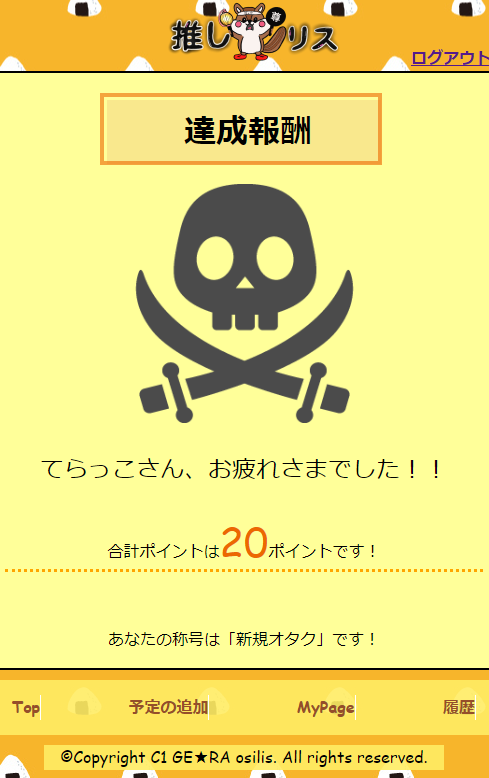 推しリス
尊
ログアウト
達成報酬
てらっこさん、お疲れさまでした！！
合計ポイントは20ポイントです！
あなたの称号は「新規オタク」です！
Top 予定の追加 MyPage 履歴
©Copyright C1 GE★RA osilis. All rights reserved.